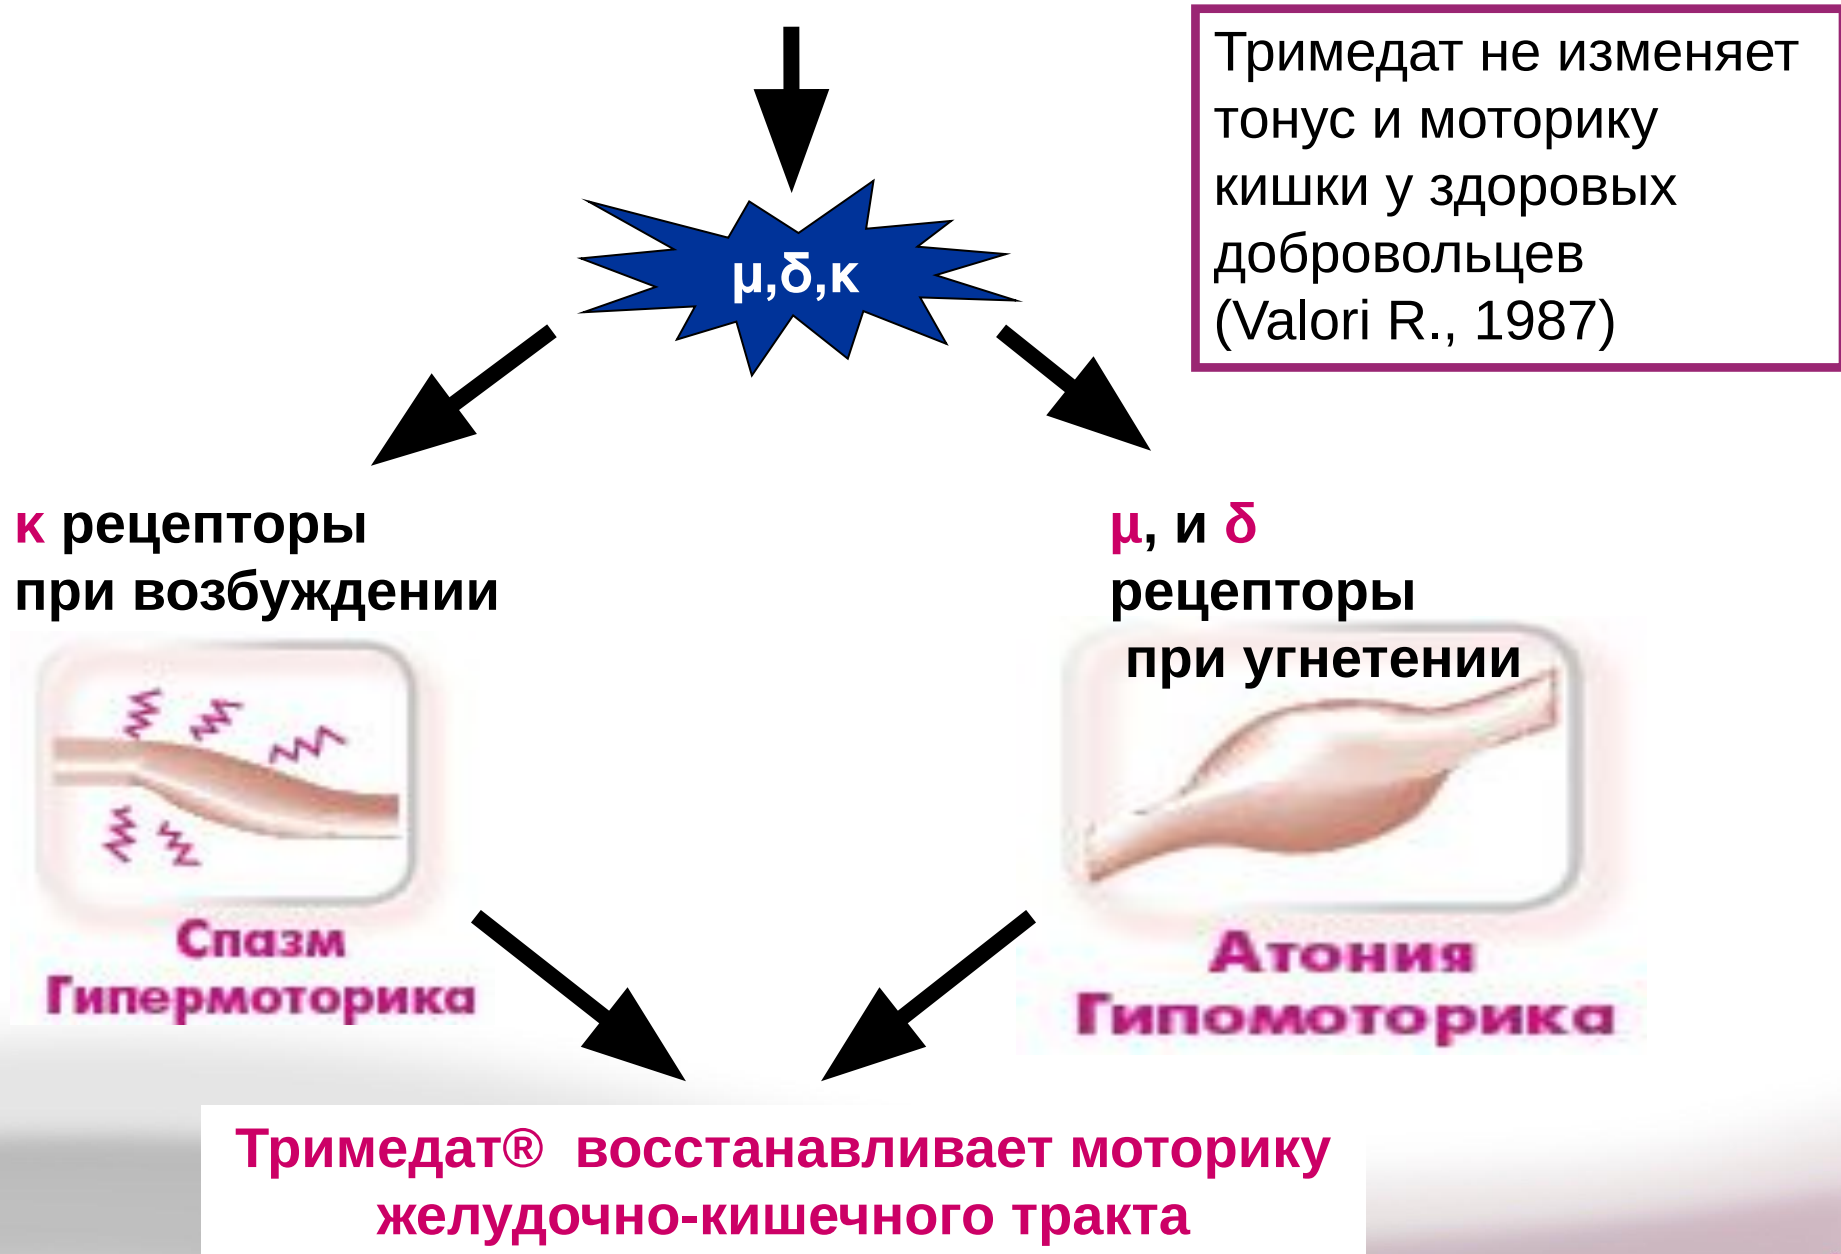 Тримедат не изменяет
тонус и моторику
кишки у здоровых
добровольцев
(Valori R., 1987)
μ,δ,κ
κ рецепторы
при возбуждении
μ, и δ
рецепторы
при угнетении
Спазм
Гипермоторика
Атония
Гипомоторика
Тримедат® восстанавливает моторику
желудочно-кишечного тракта